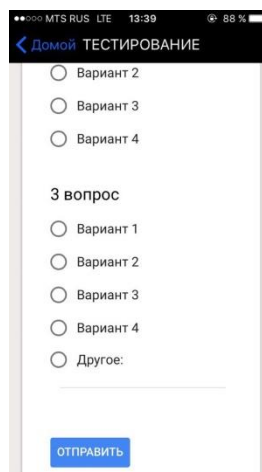 MTS RUS LTE 13:39 88 %
Домой ТЕСТИРОВАНИЕ
Вариант 2
Вариант 3
Вариант 4
3 вопрос
Вариант 1
Вариант 2
Вариант 3
Вариант 4
Другое:
ОТПРАВИТЬ